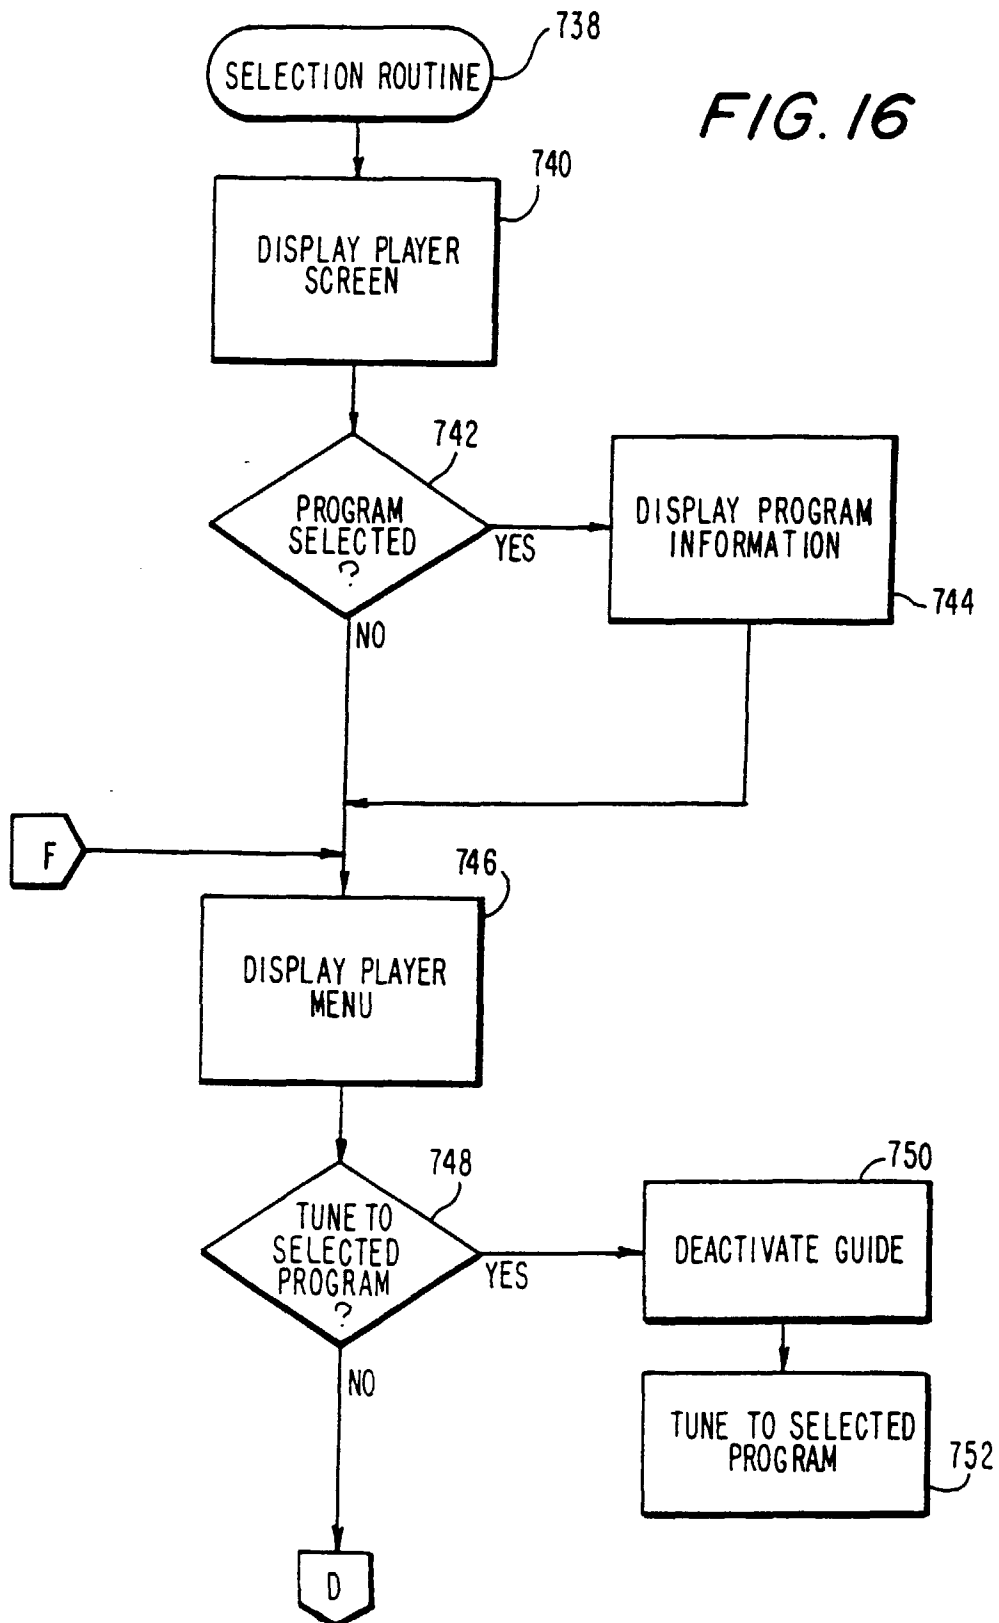 738
SELECTION ROUTINE
FIG. 16
740
DISPLAY PLAYER
SCREEN
742
PROGRAM
SELECTED
?
YES
DISPLAY PROGRAM
INFORMATION
744
NO
F
746
DISPLAY PLAYER
MENU
748
TUNE TO
SELECTED
PROGRAM
?
YES
750
DEACTIVATE GUIDE
NO
TUNE TO SELECTED
PROGRAM
752
D